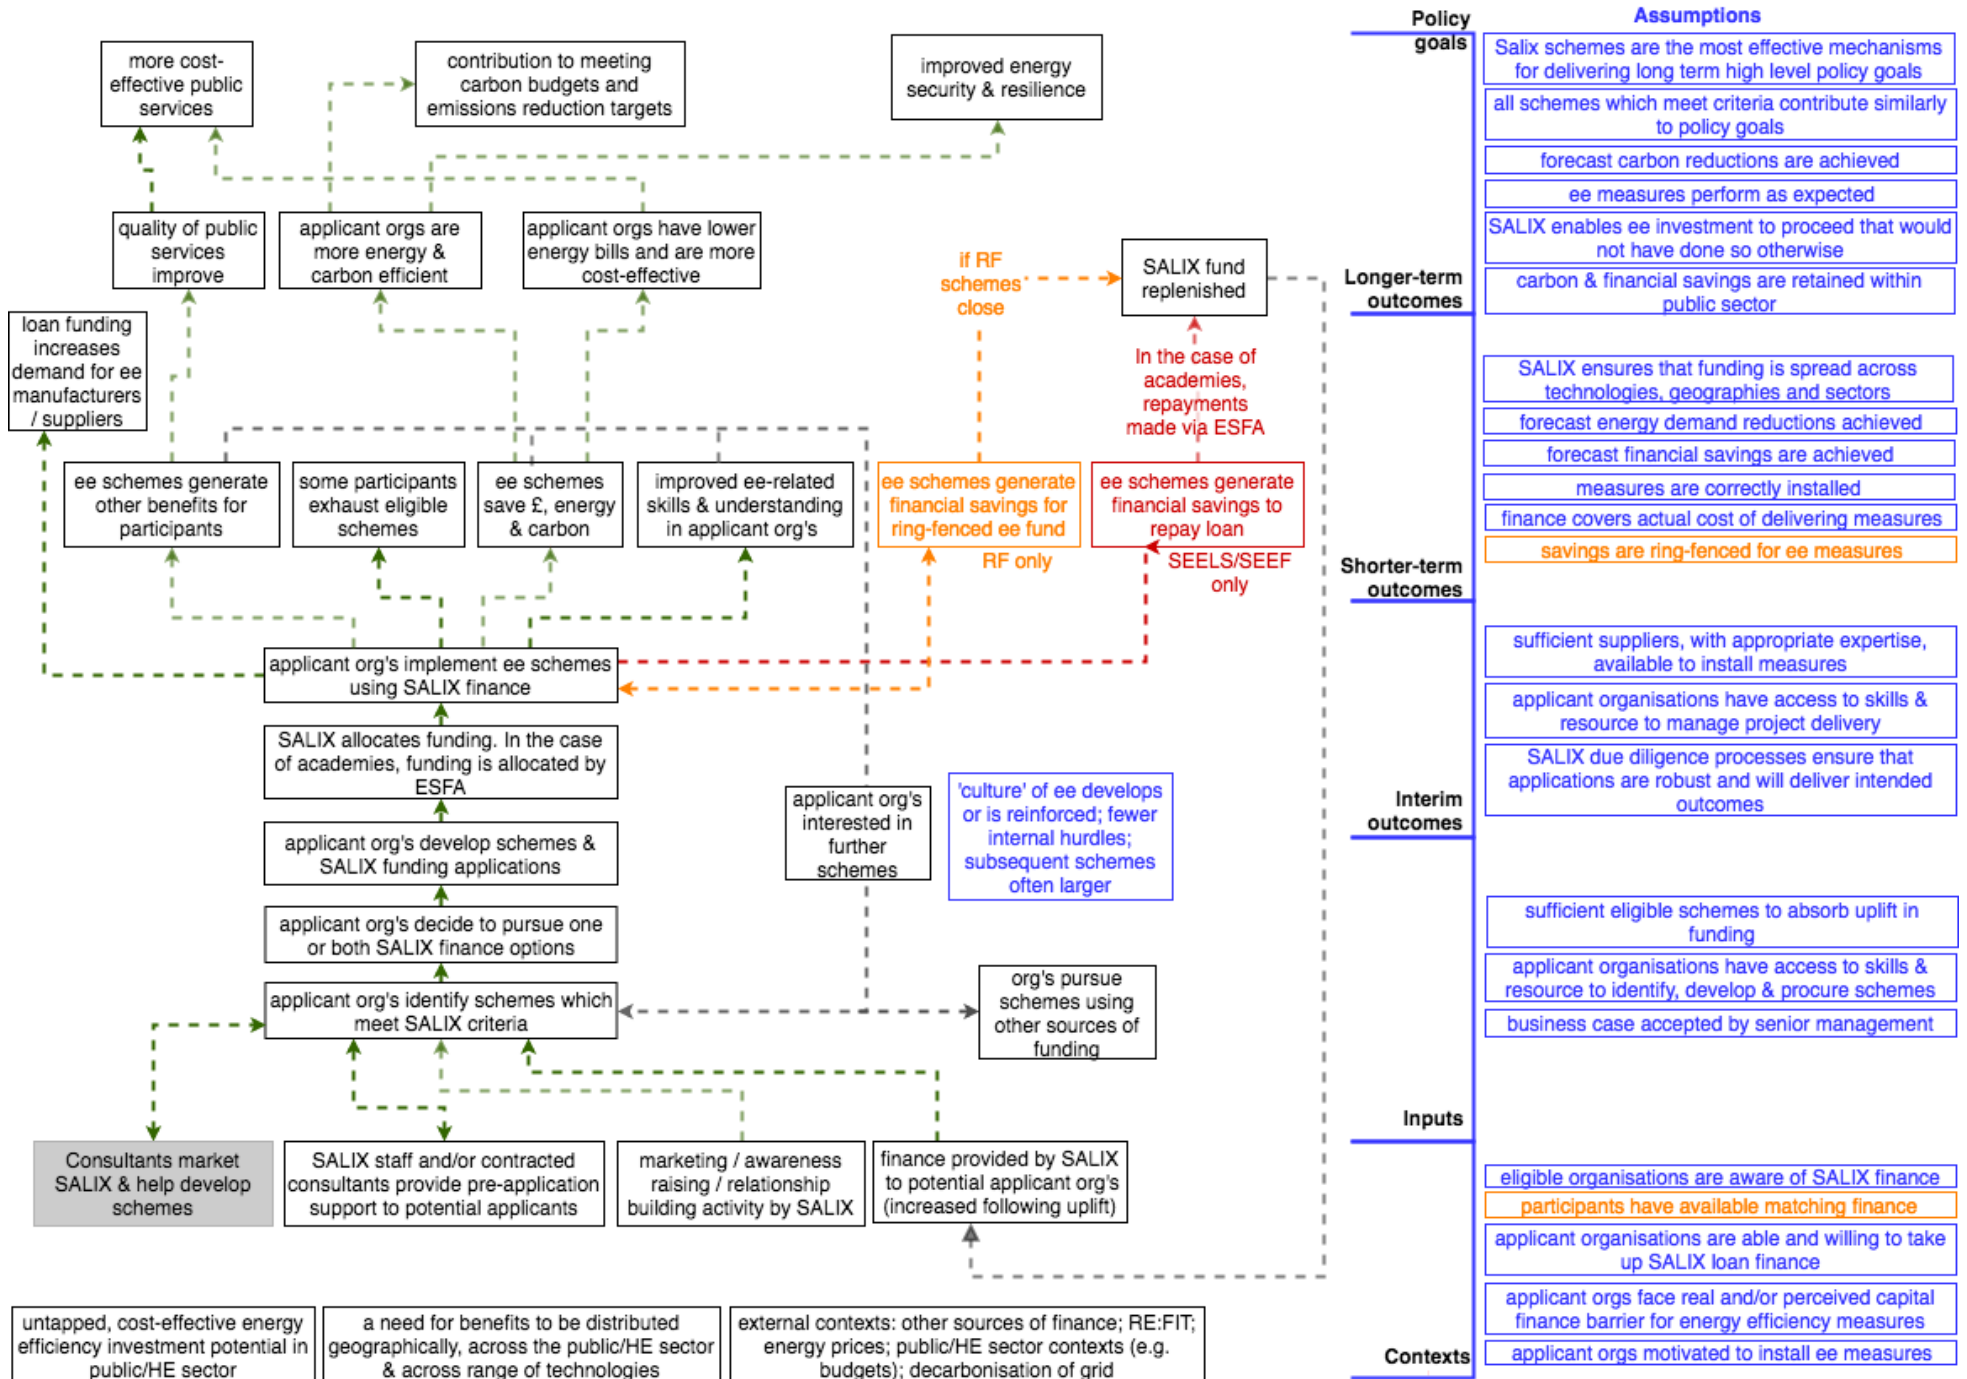 more cost-
effective public
services
contribution to meeting
carbon budgets and
emissions reduction targets
improved energy
security & resilience
quality of public
services
improve
applicant orgs are
more energy &
carbon efficient
applicant orgs have lower
energy bills and are more
cost-effective
if RF
schemes
close
SALIX fund
replenished
loan funding
increases
demand for ee
manufacturers
/ suppliers
In the case of
academies,
repayments
made via ESFA
ee schemes generate
other benefits for
participants
some participants
exhaust eligible
schemes
ee schemes
save £, energy
& carbon
improved ee-related
skills & understanding
in applicant org's
ee schemes generate
financial savings for
ring-fenced ee fund
RF only
ee schemes generate
financial savings to
repay loan
SEELS/SEEF
only
applicant org's implement ee schemes
using SALIX finance
SALIX allocates funding. In the case
of academies, funding is allocated by
ESFA
applicant org's develop schemes &
SALIX funding applications
applicant org's
interested in
further
schemes
'culture' of ee develops
or is reinforced; fewer
internal hurdles;
subsequent schemes
often larger
applicant org's decide to pursue one
or both SALIX finance options
applicant org's identify schemes which
meet SALIX criteria
org's pursue
schemes using
other sources of
funding
Consultants market
SALIX & help develop
schemes
SALIX staff and/or contracted
consultants provide pre-application
support to potential applicants
marketing / awareness
raising / relationship
building activity by SALIX
finance provided by SALIX
to potential applicant org's
(increased following uplift)
untapped, cost-effective energy
efficiency investment potential in
public/HE sector
a need for benefits to be distributed
geographically, across the public/HE sector
& across range of technologies
external contexts: other sources of finance; RE:FIT;
energy prices; public/HE sector contexts (e.g.
budgets); decarbonisation of grid
Policy
goals
Longer-term
outcomes
Shorter-term
outcomes
Interim
outcomes
Inputs
Contexts
Assumptions
Salix schemes are the most effective mechanisms
for delivering long term high level policy goals
all schemes which meet criteria contribute similarly
to policy goals
forecast carbon reductions are achieved
ee measures perform as expected
SALIX enables ee investment to proceed that would
not have done so otherwise
carbon & financial savings are retained within
public sector
SALIX ensures that funding is spread across
technologies, geographies and sectors
forecast energy demand reductions achieved
forecast financial savings are achieved
measures are correctly installed
finance covers actual cost of delivering measures
savings are ring-fenced for ee measures
sufficient suppliers, with appropriate expertise,
available to install measures
applicant organisations have access to skills &
resource to manage project delivery
SALIX due diligence processes ensure that
applications are robust and will deliver intended
outcomes
sufficient eligible schemes to absorb uplift in
funding
applicant organisations have access to skills &
resource to identify, develop & procure schemes
business case accepted by senior management
eligible organisations are aware of SALIX finance
participants have available matching finance
applicant organisations are able and willing to take
up SALIX loan finance
applicant orgs face real and/or perceived capital
finance barrier for energy efficiency measures
applicant orgs motivated to install ee measures